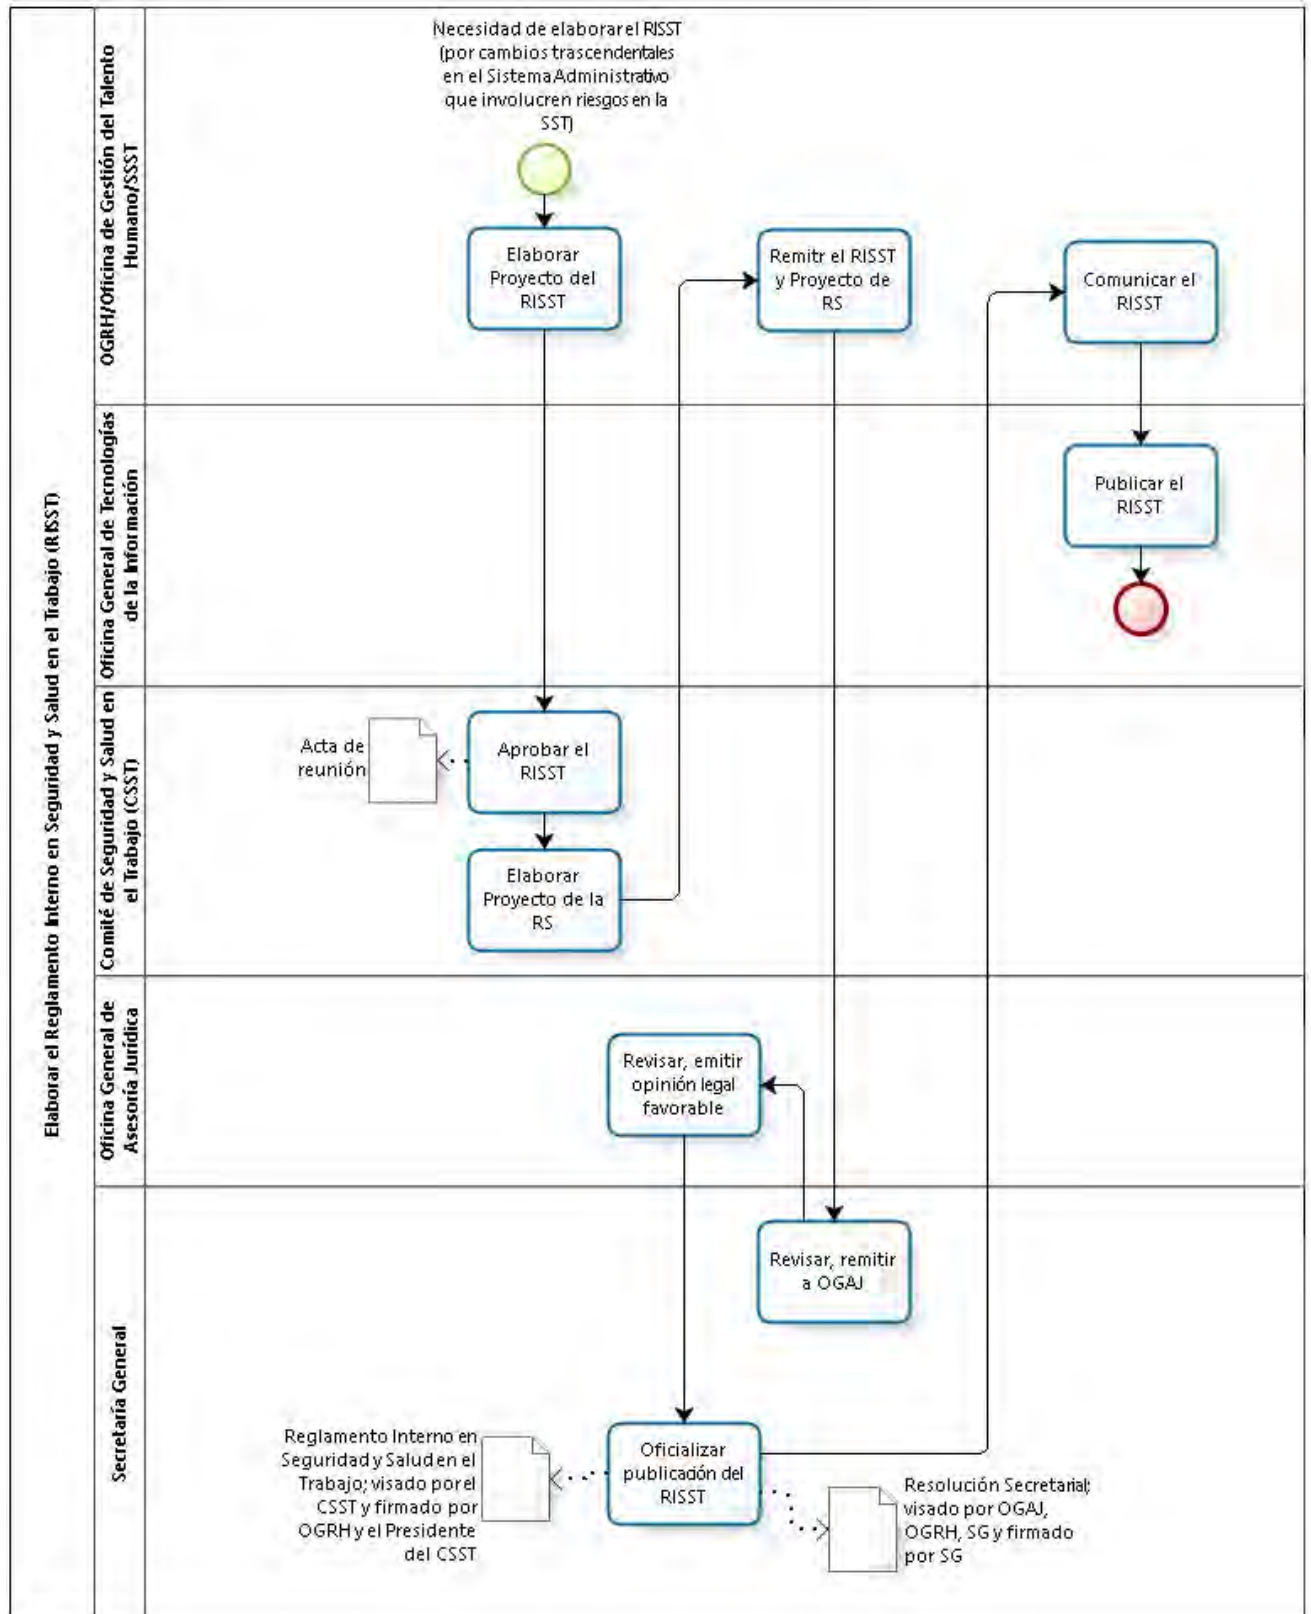 Elaborar el Reglamento Interno en Seguridad y Salud en el Trabajo (RISST)
OGRH/Oficina de Gestión del Talento
Humano/SSST
Necesidad de elaborar el RISST
(por cambios trascendentales
en el Sistema Administrativo
que involucren riesgos en la
SST)
Elaborar
Proyecto del
RISST
Remitr el RISST
y Proyecto de
RS
Comunicar el
RISST
Oficina General de Tecnologías
de la Información
Publicar el
RISST
Comité de Seguridad y Salud en
el Trabajo (CSST)
Acta de
reunión
Aprobar el
RISST
Elaborar
Proyecto de la
RS
Oficina General de
Asesoría Jurídica
Revisar, emitir
opinión legal
favorable
Secretaría General
Revisar, remitir
a OGAJ
Reglamento Interno en
Seguridad y Salud en el
Trabajo; visado por el
CSST y firmado por
OGRH y el Presidente
del CSST
Oficializar
publicación del
RISST
Resolución Secretarial;
visado por OGAJ,
OGRH, SG y firmado
por SG